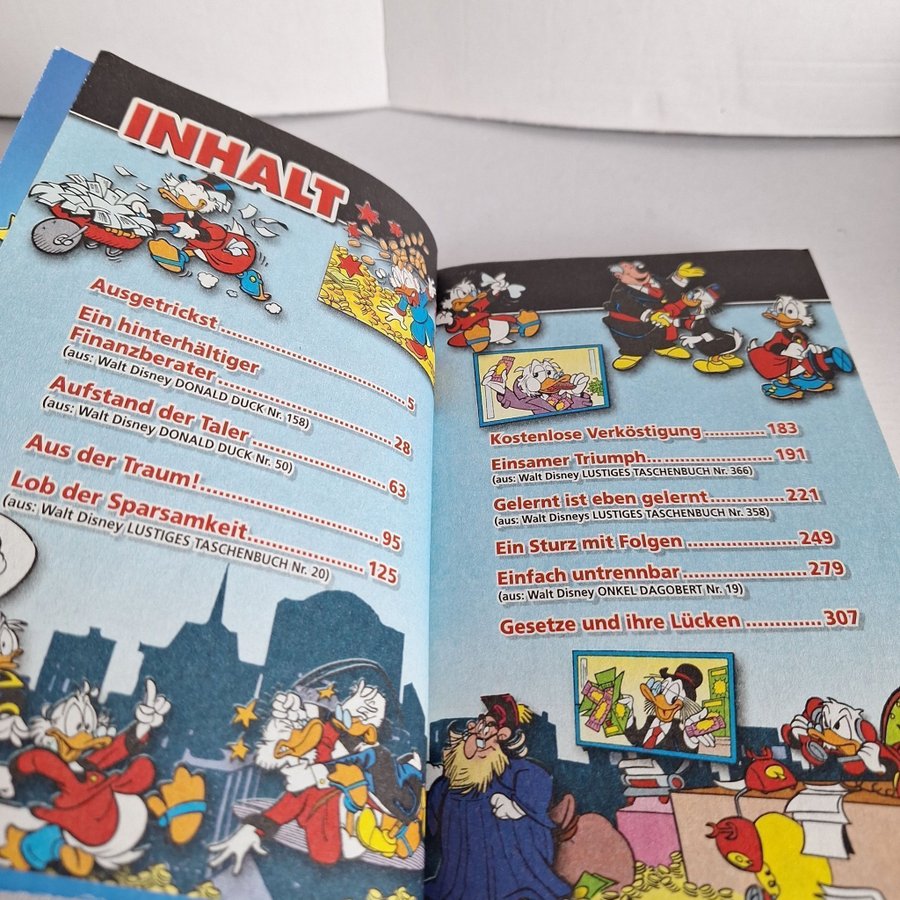 INHALT
Ausgetrickst........................5
Ein hinterhältiger
Finanzberater........................28
(aus: Walt Disney DONALD DUCK Nr. 158)
Aufstand der Taler........................63
(aus: Walt Disney DONALD DUCK Nr. 50)
Aus der Traum!........................95
Lob der Sparsamkeit........................125
(aus: Walt Disney LUSTIGES TASCHENBUCH Nr. 20)
Kostenlose Verköstigung..............183
Einsamer Triumph........................191
(aus: Walt Disney LUSTIGES TASCHENBUCH Nr. 366)
Gelernt ist eben gelernt................221
(aus: Walt Disneys LUSTIGES TASCHENBUCH Nr. 358)
Ein Sturz mit Folgen ....................249
Einfach untrennbar......................279
(aus: Walt Disney ONKEL DAGOBERT Nr. 19)
Gesetze und ihre Lücken .............307